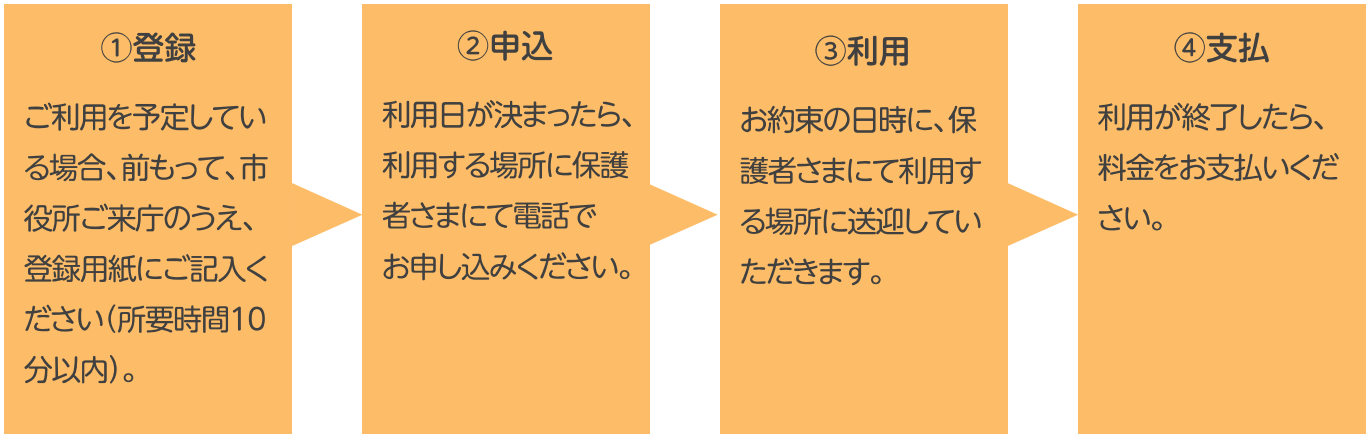 ①登録
ご利用を予定してい
る場合、前もって、市
役所ご来庁のうえ、
登録用紙にご記入く
ださい(所要時間10
分以内)。
②申込
利用日が決まったら、
利用する場所に保護
者さまにて電話で
お申し込みください。
③利用
お約束の日時に、保
護者さまにて利用す
る場所に送迎してい
ただきます。
④支払
利用が終了したら、
料金をお支払いくだ
さい。